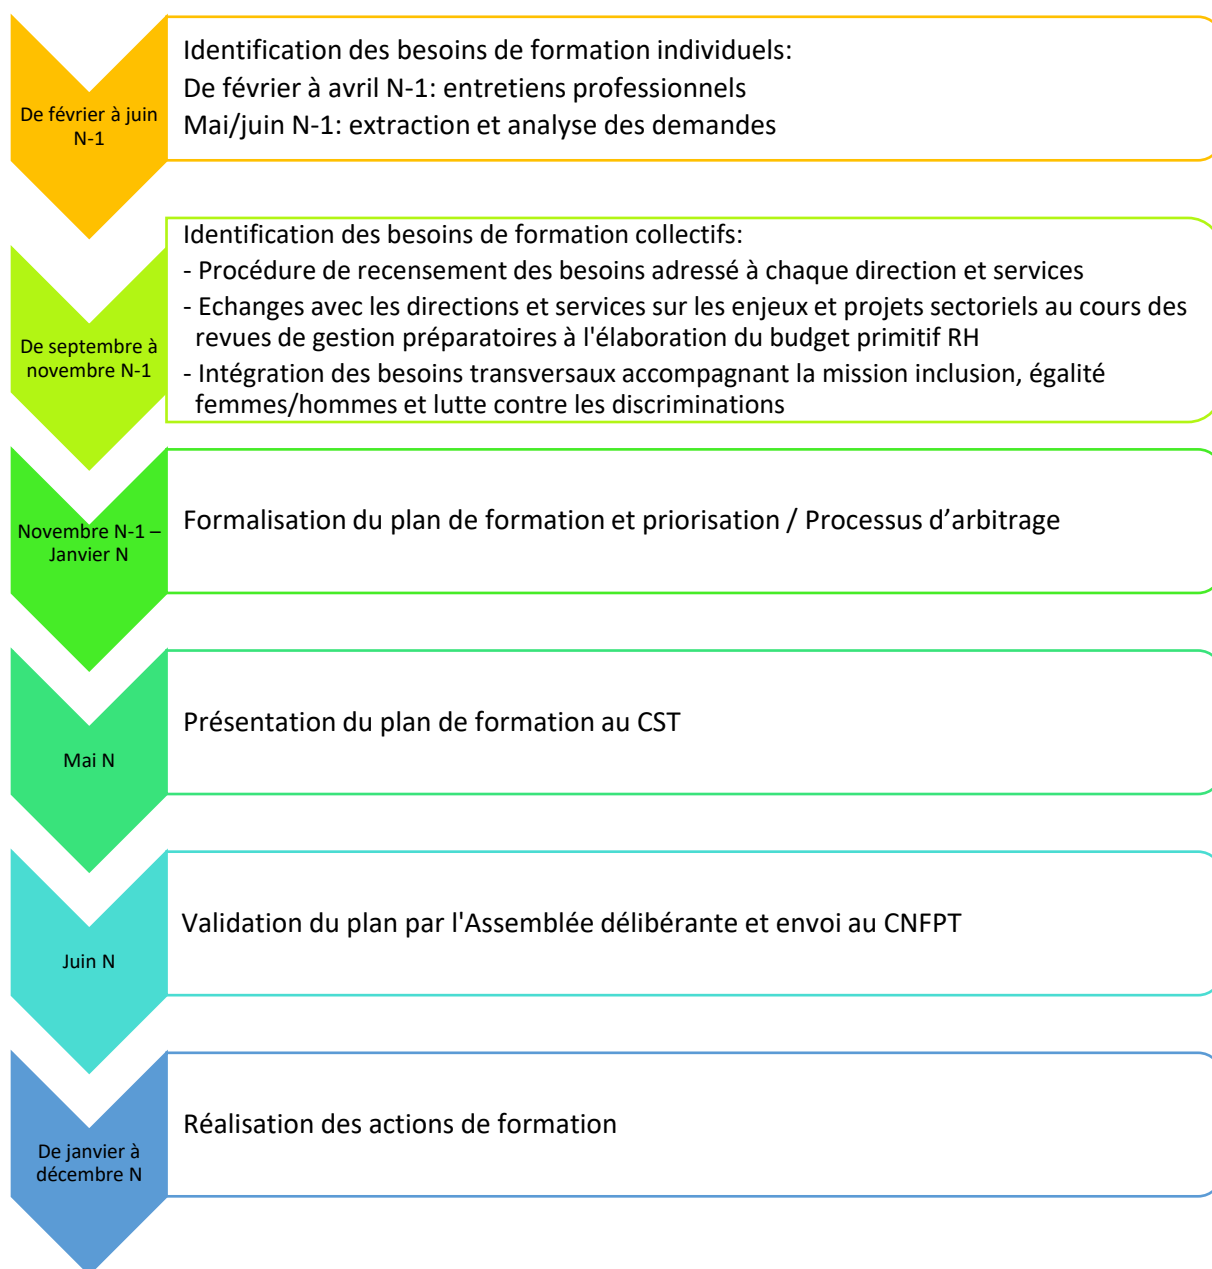 De février à juin
N-1
Identification des besoins de formation individuels:
De février à avril N-1: entretiens professionnels
Mai/juin N-1: extraction et analyse des demandes
De septembre à
novembre N-1
Identification des besoins de formation collectifs:
- Procédure de recensement des besoins adressé à chaque direction et services
- Echanges avec les directions et services sur les enjeux et projets sectoriels au cours des
revues de gestion préparatoires à l'élaboration du budget primitif RH
- Intégration des besoins transversaux accompagnant la mission inclusion, égalité
femmes/hommes et lutte contre les discriminations
Novembre N-1 –
Janvier N
Formalisation du plan de formation et priorisation / Processus d’arbitrage
Mai N
Présentation du plan de formation au CST
Juin N
Validation du plan par l'Assemblée délibérante et envoi au CNFPT
De janvier à
décembre N
Réalisation des actions de formation